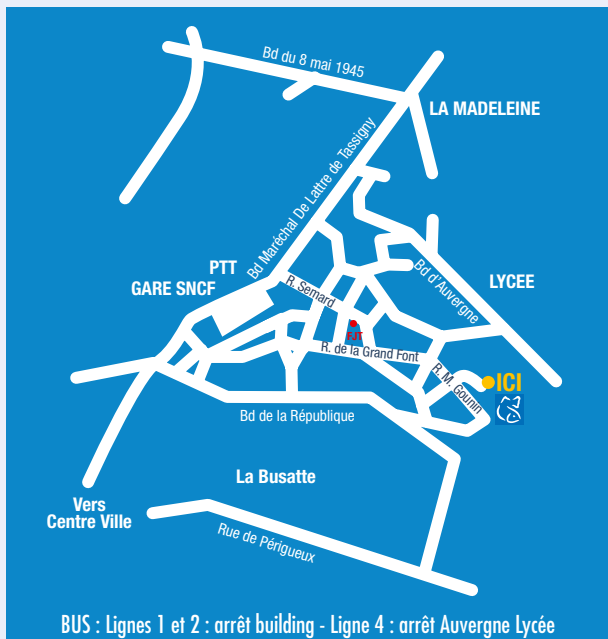 Bd du 8 mai 1945
LA MADELEINE
Bd Maréchal De Lattre de Tassigny
PTT
GARE SNCF
R. Semard
LYCEE
Bd d'Auvergne
FJT
R. de la Grand Font
R. M. Gounin
ICI
Bd de la République
La Busatte
Vers
Centre Ville
Rue de Périgueux
BUS : Lignes 1 et 2 : arrêt building - Ligne 4 : arrêt Auvergne Lycée